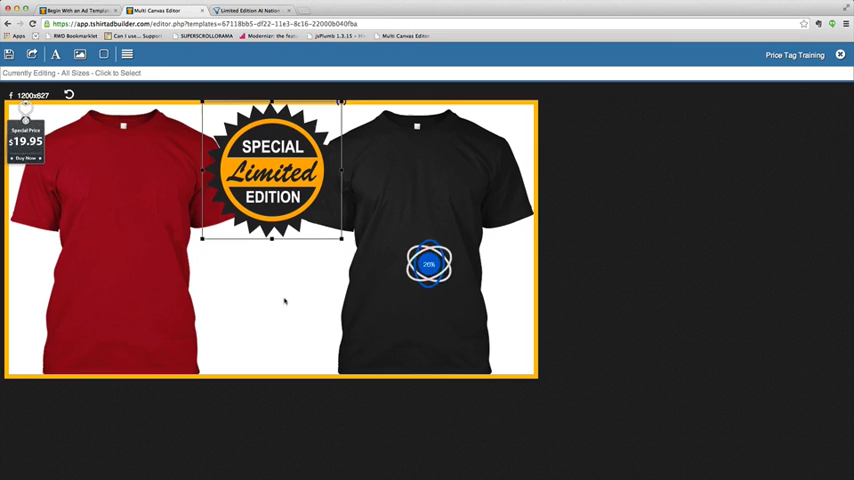 Begin With an Ad Templat
Multi Canvas Editor
Limited Edition AI Nation
https://app.tshirtadbuilder.com/editor.php?templates=67118bb5-df22-11e3-8c16-22000b040fba
Apps
RWD Bookmarklet
Can I use... Support
SUPERSCROLLORAMA
Modernizr: the
jsPlumb 1.3.15 - H
Multi Canvas Editor
A
Price Tag Training
Currently Editing - All Sizes - Click to Select
f 1200x627
Special Price
$19.95
Buy Now
SPECIAL
Limited
EDITION
26%